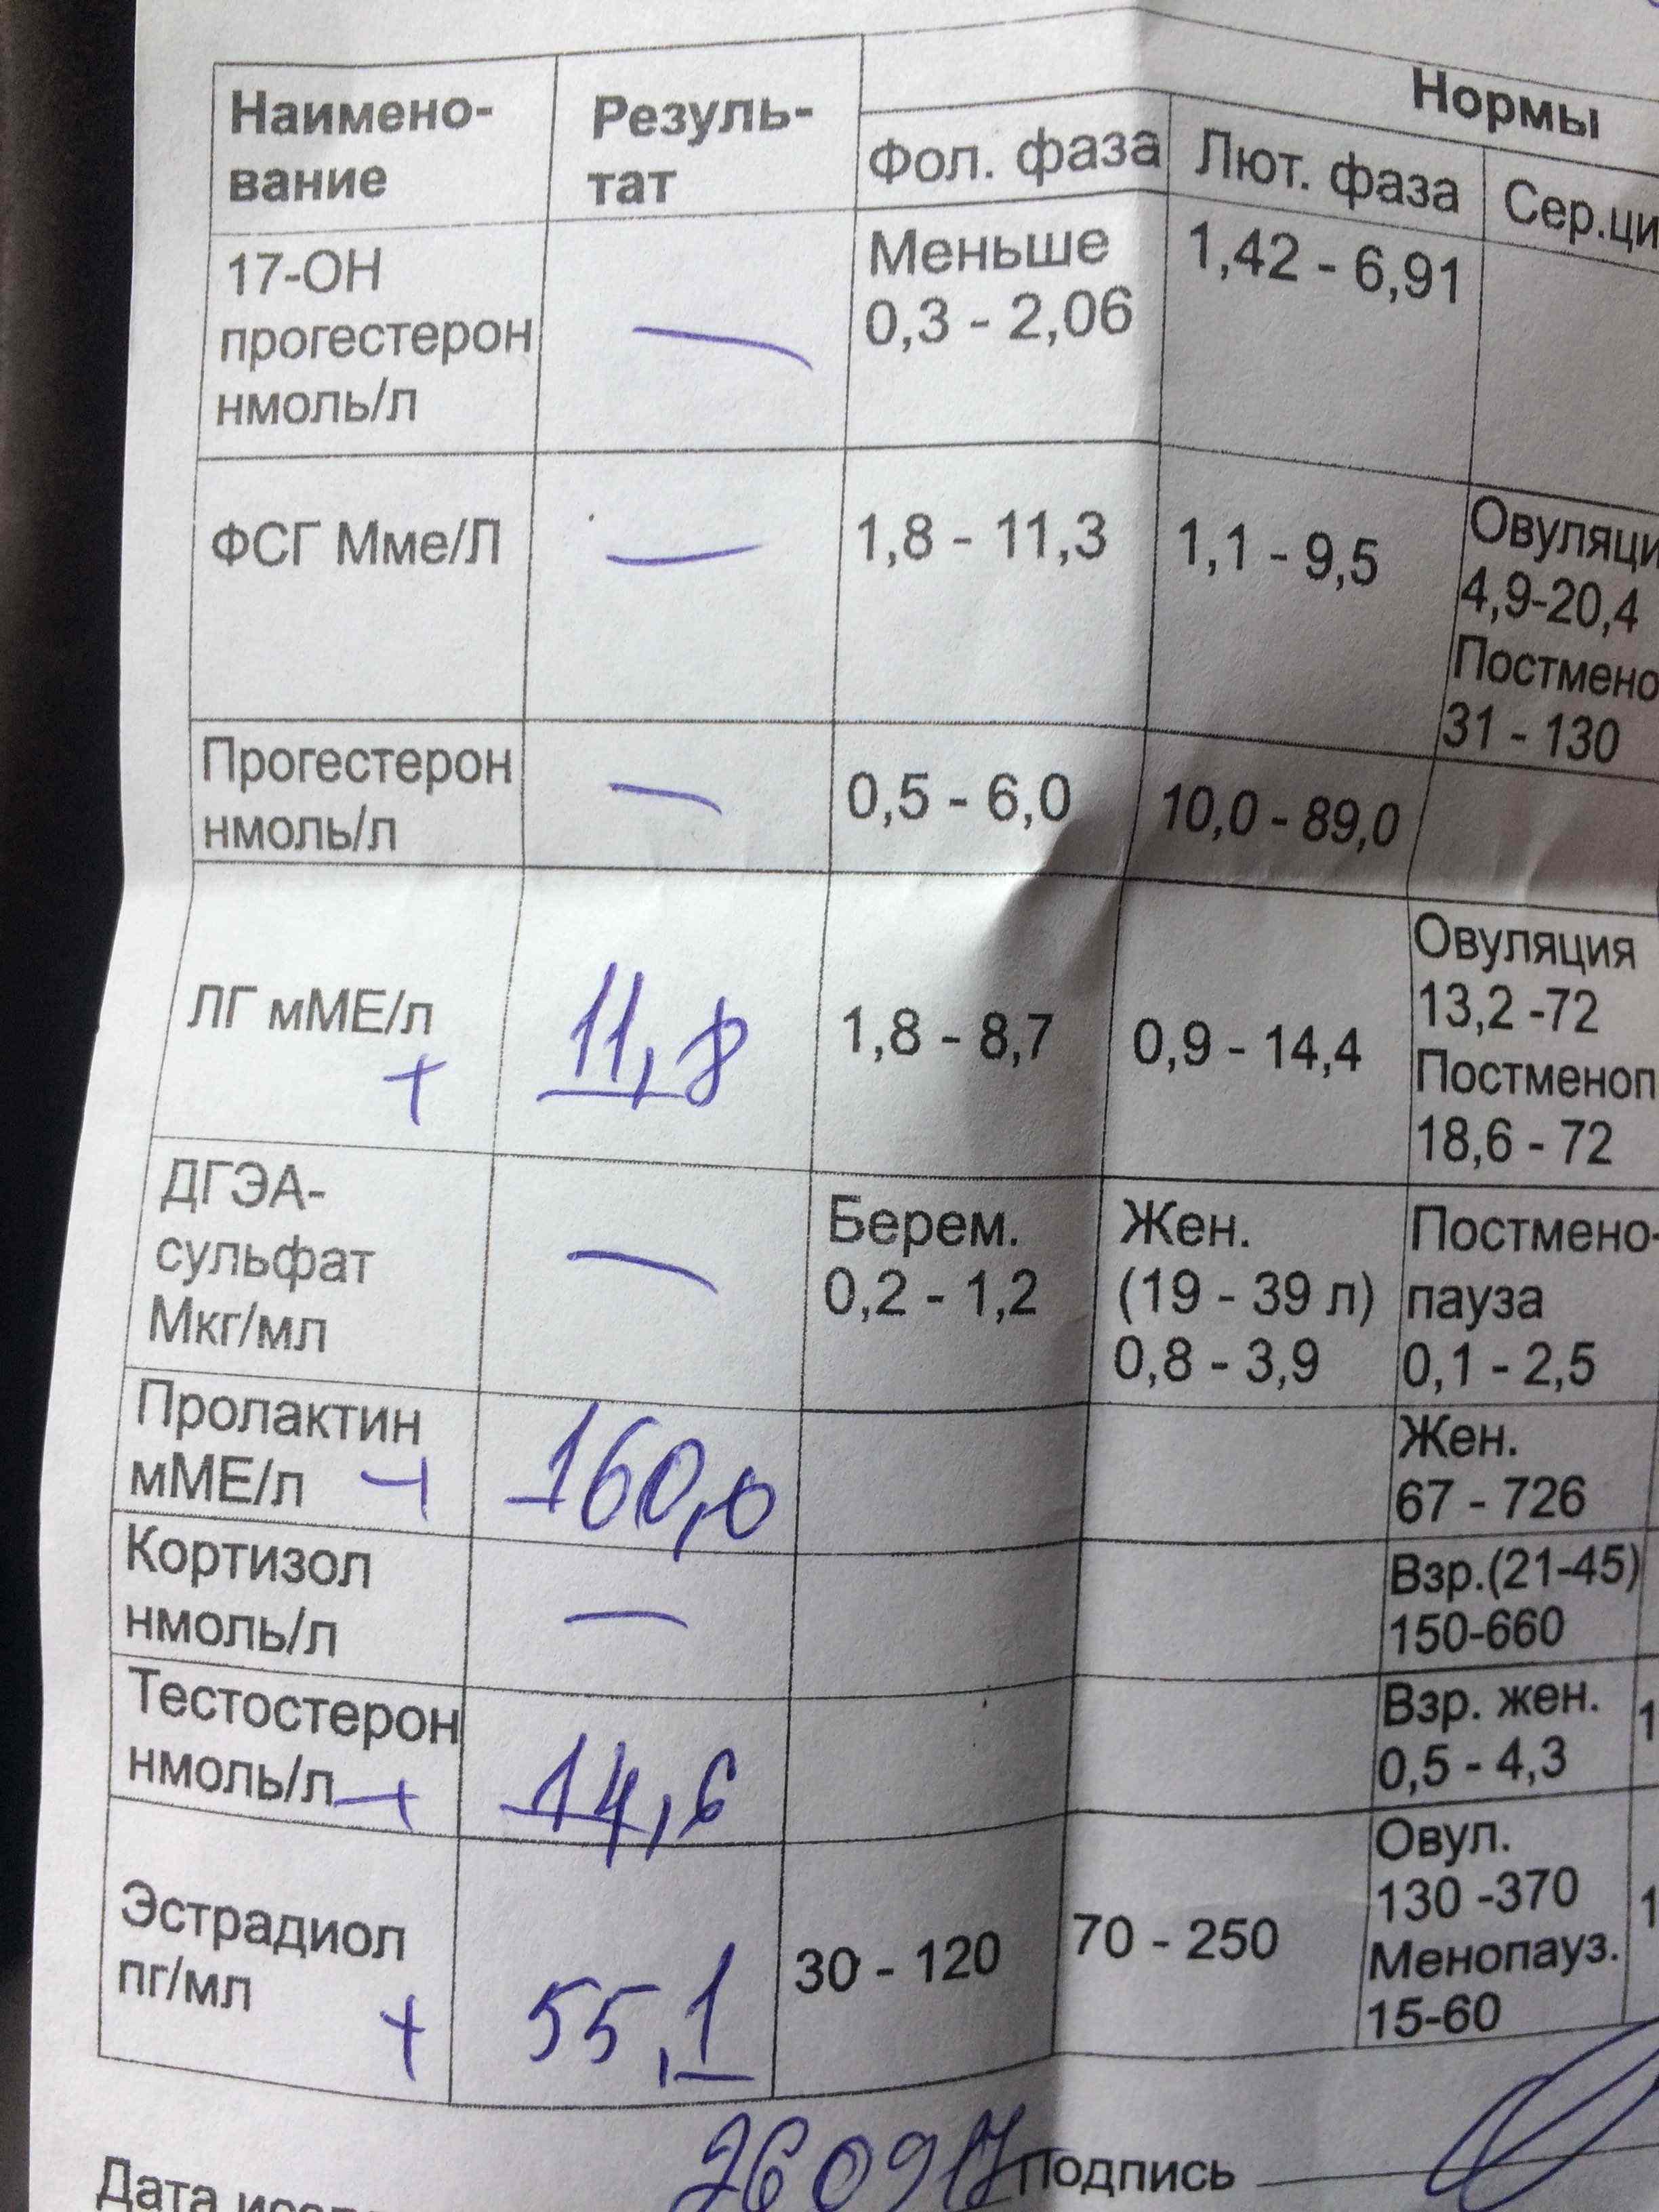 Наимено-
вание
Резуль-
тат
Нормы
Фол. фаза
Лют. фаза
Сер.ци
17-ОН
прогестерон
нмоль/л
—
Меньше
0,3 - 2,06
1,42 - 6,91
ФСГ Мме/Л
—
1,8 - 11,3
1,1 - 9,5
Овуляци
4,9-20,4
Постмено
31 - 130
Прогестерон
нмоль/л
—
0,5 - 6,0
10,0 - 89,0
ЛГ мМЕ/л
+
11,8
1,8 - 8,7
0,9 - 14,4
Овуляция
13,2 -72
Постменоп
18,6 - 72
ДГЭА-
сульфат
Мкг/мл
—
Берем.
0,2 - 1,2
Жен.
(19 - 39 л)
0,8 - 3,9
Постмено-
пауза
0,1 - 2,5
Пролактин
мМЕ/л +
160,0
Жен.
67 - 726
Кортизол
нмоль/л
—
Взр.(21-45)
150-660
Тестостерон
нмоль/л +
14,6
Взр. жен.
0,5 - 4,3
1
Эстрадиол
пг/мл
+
55,1
30 - 120
70 - 250
Овул.
130 -370
Менопауз.
15-60
1
Дата 260917 Подпись